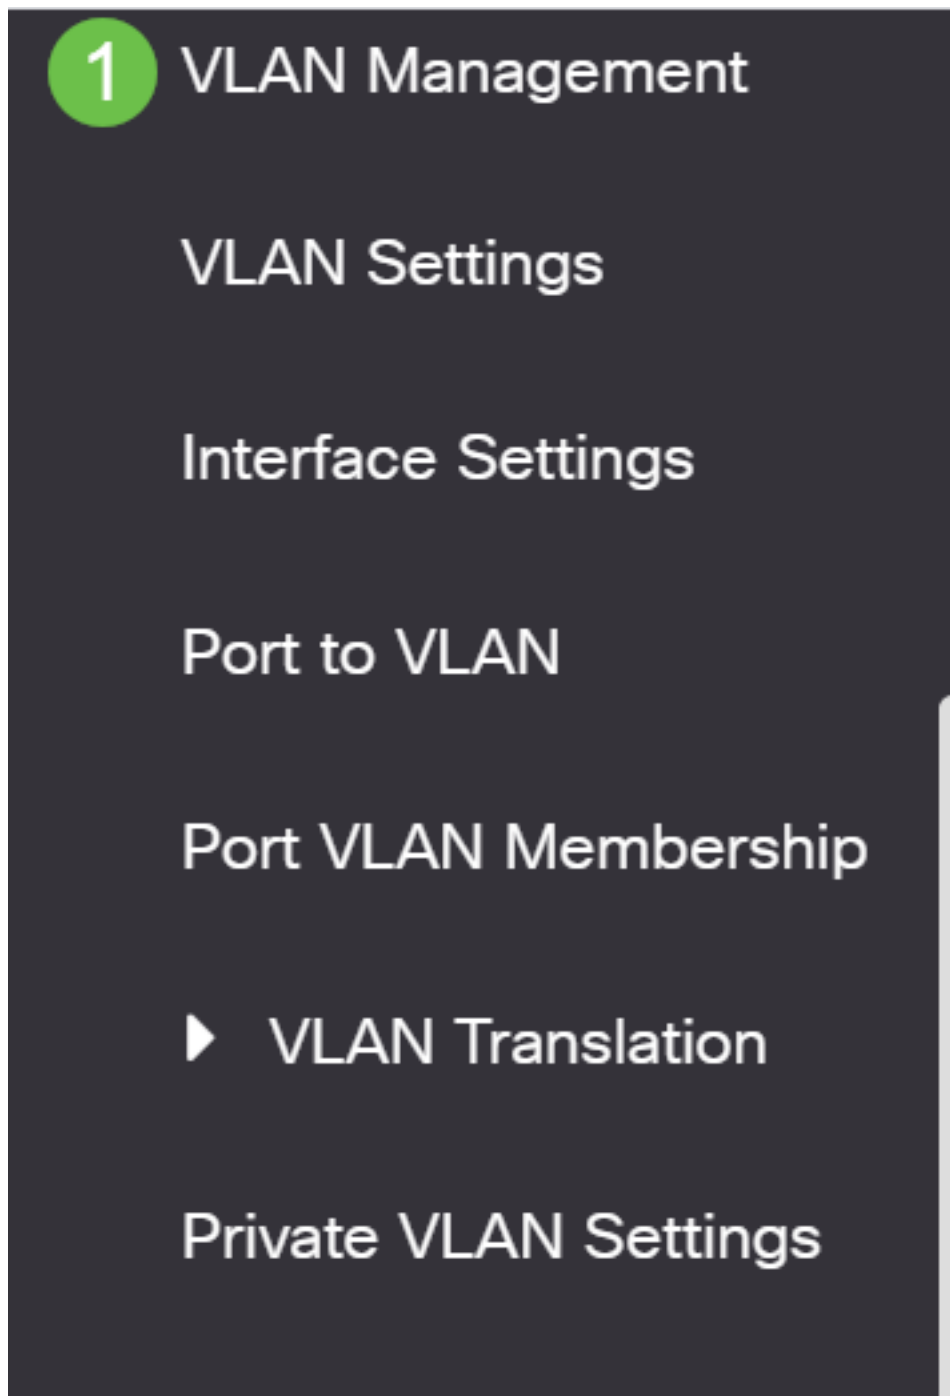 1 VLAN Management
VLAN Settings
Interface Settings
Port to VLAN
Port VLAN Membership
VLAN Translation
Private VLAN Settings